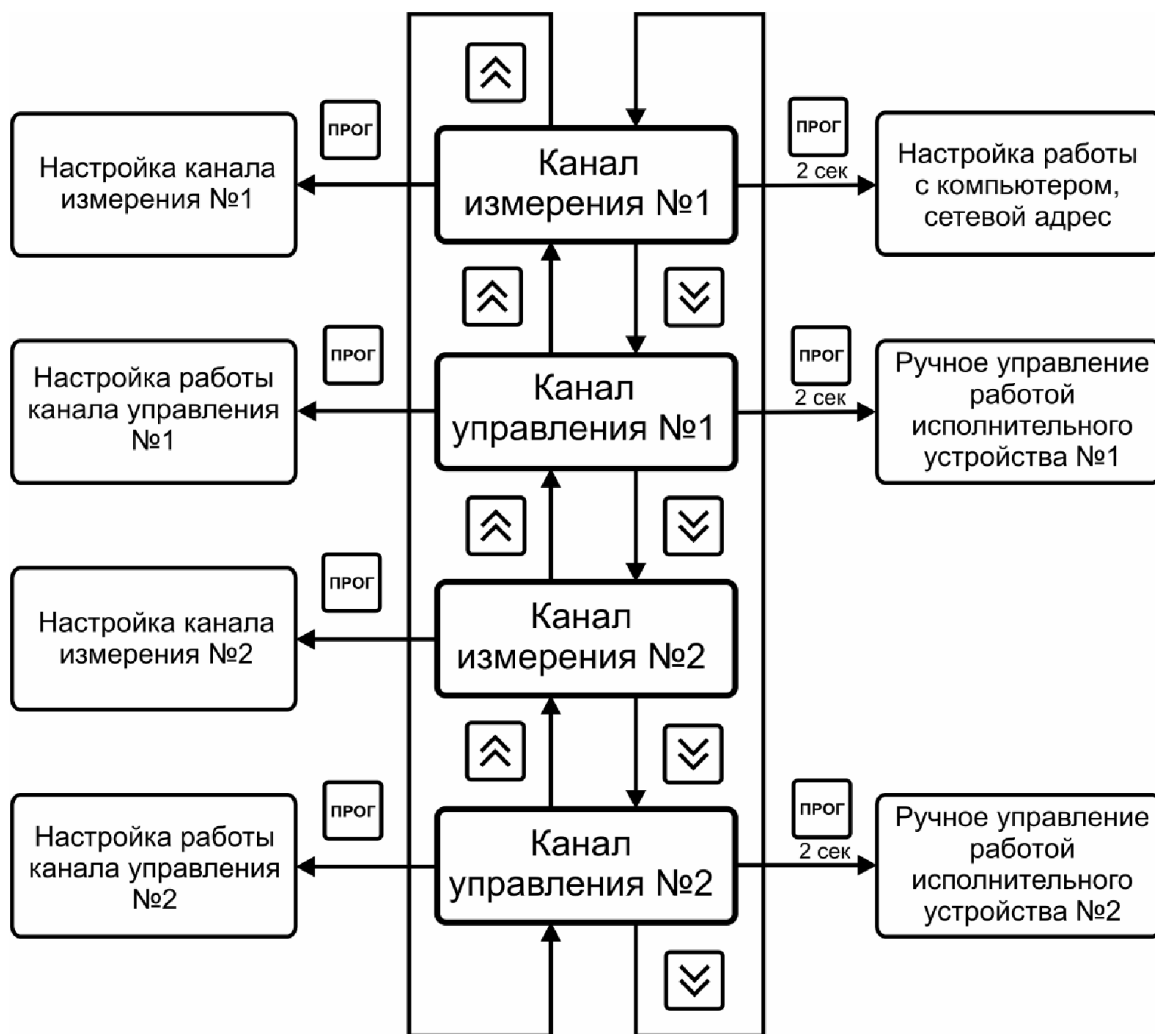 ПРОГ
ПРОГ
Настройка канала
измерения №1
Канал
измерения №1
2 сек
Настройка работы
с компьютером,
сетевой адрес
ПРОГ
ПРОГ
Настройка работы
канала управления
№1
Канал
управления №1
2 сек
Ручное управление
работой
исполнительного
устройства №1
ПРОГ
Настройка канала
измерения №2
Канал
измерения №2
ПРОГ
ПРОГ
Настройка работы
канала управления
№2
Канал
управления №2
2 сек
Ручное управление
работой
исполнительного
устройства №2